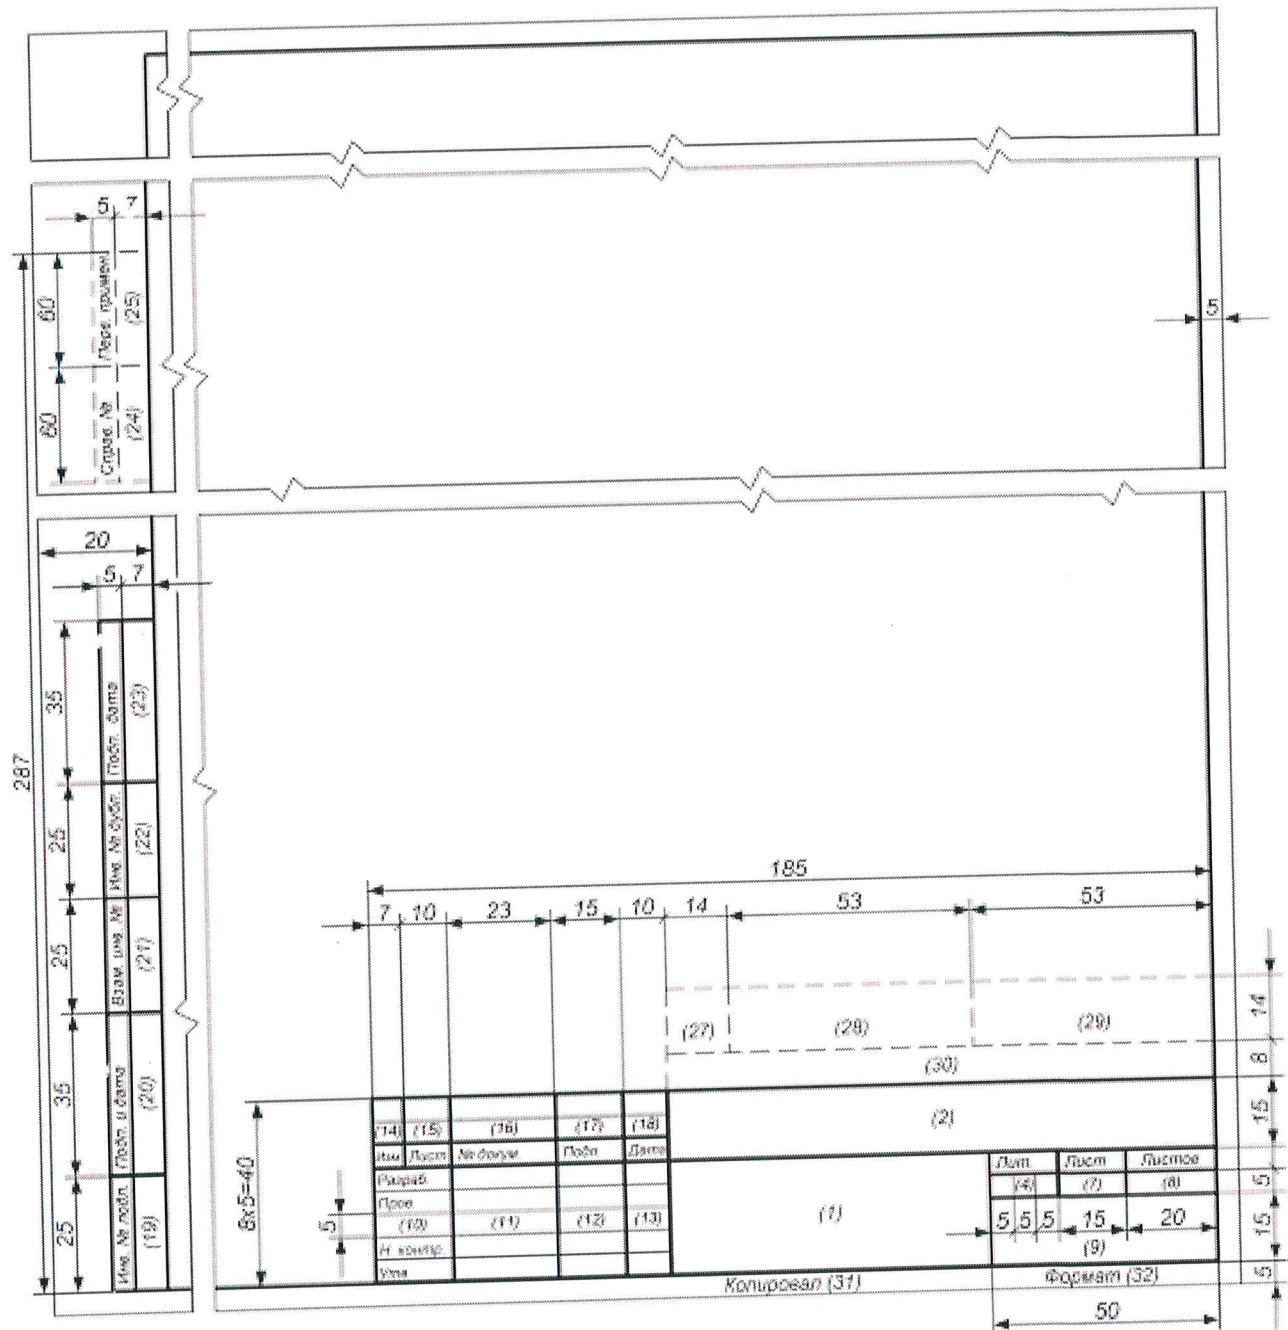 5 7
60
Перв. примен.
(25)
60
Справ. №
(24)
5
20
5 7
287
35
Подп. дата
(23)
25
Инв. № дубл.
(22)
25
Взам. инв. №
(21)
35
Подп. и дата
(20)
25
Инв. № подл.
(19)
185
7 10 23 15 10 14 53 53
(27) (28) (29)
14
(30)
8
8x5=40
(14) (15) (16) (17) (18)
(2)
15
Изм Лист № докум. Подп Дата
Разраб.
Пров.
(10) (11) (12) (13)
5
Н. контр.
Утв
(1)
Лит. Лист Листов
(4) (7) (8)
5
5 5 5 15 20
15
(9)
Копировал (31) Формат (32)
5
50